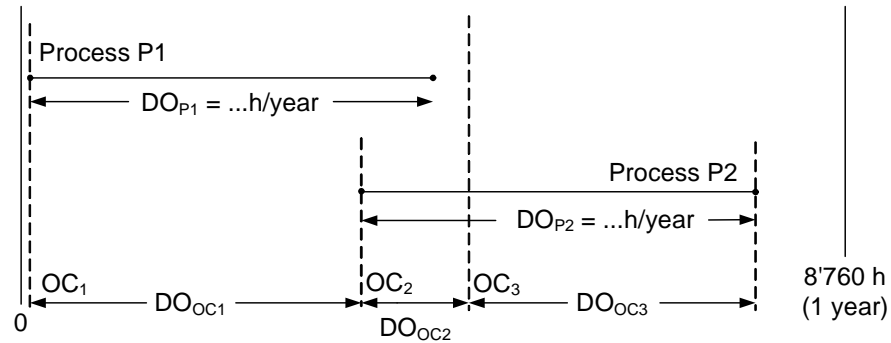 Process P1
DOP1 = ...h/year
Process P2
DOP2 = ...h/year
OC1
OC2
OC3
DOOC1
DOOC2
DOOC3
0
8'760 h
(1 year)